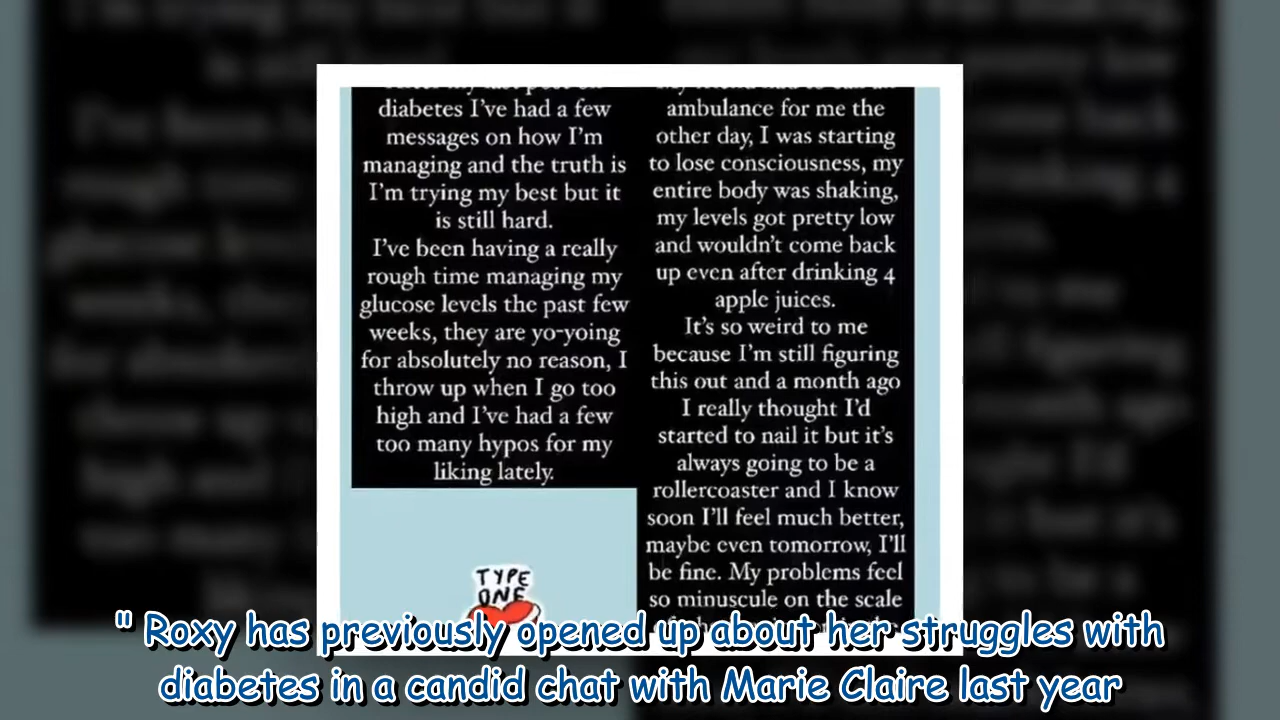 diabetes I've had a few
messages on how I'm
managing and the truth is
I'm trying my best but it
is still hard.
I've been having a really
rough time managing my
glucose levels the past few
weeks, they are yo-yoing
for absolutely no reason, I
throw up when I go too
high and I've had a few
too many hypos for my
liking lately.
ambulance for me the
other day, I was starting
to lose consciousness, my
entire body was shaking,
my levels got pretty low
and wouldn't come back
up even after drinking 4
apple juices.
It's so weird to me
because I'm still figuring
this out and a month ago
I really thought I'd
started to nail it but it's
always going to be a
rollercoaster and I know
soon I'll feel much better,
maybe even tomorrow, I'll
be fine. My problems feel
so minuscule on the scale
TYPE
ONE
" Roxy has previously opened up about her struggles with
diabetes in a candid chat with Marie Claire last year